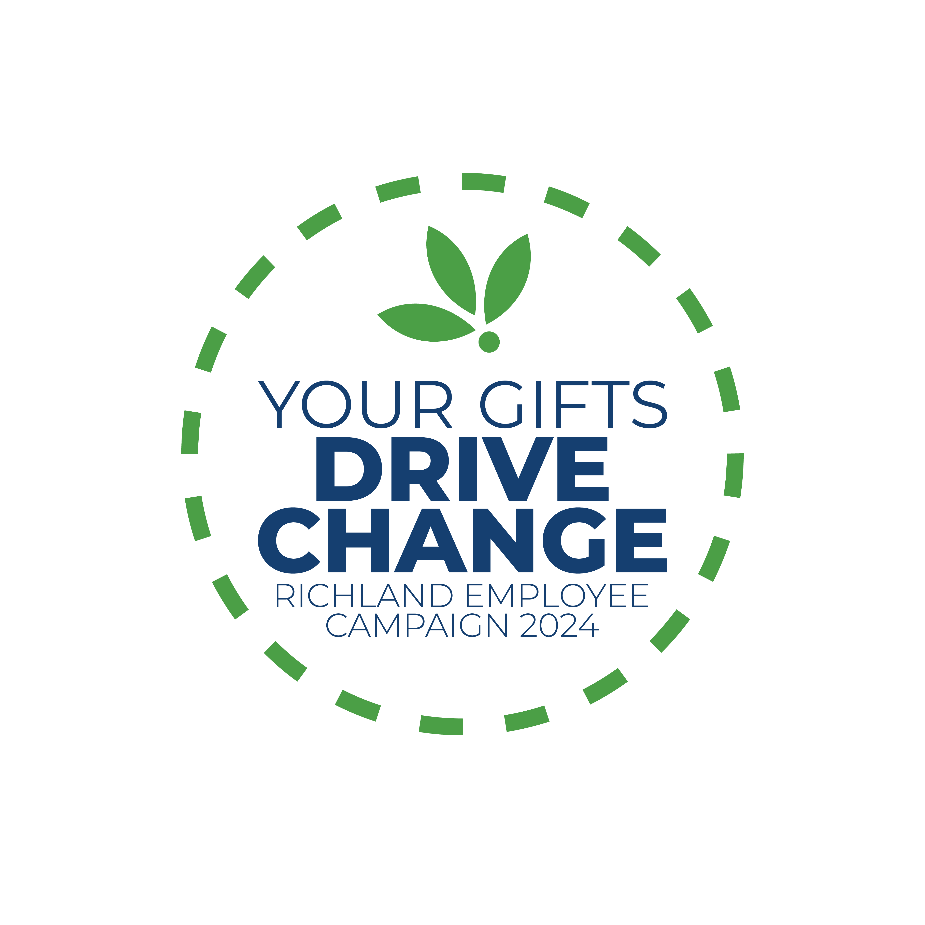 YOUR GIFTS
DRIVE
CHANGE
RICHLAND EMPLOYEE
CAMPAIGN 2024